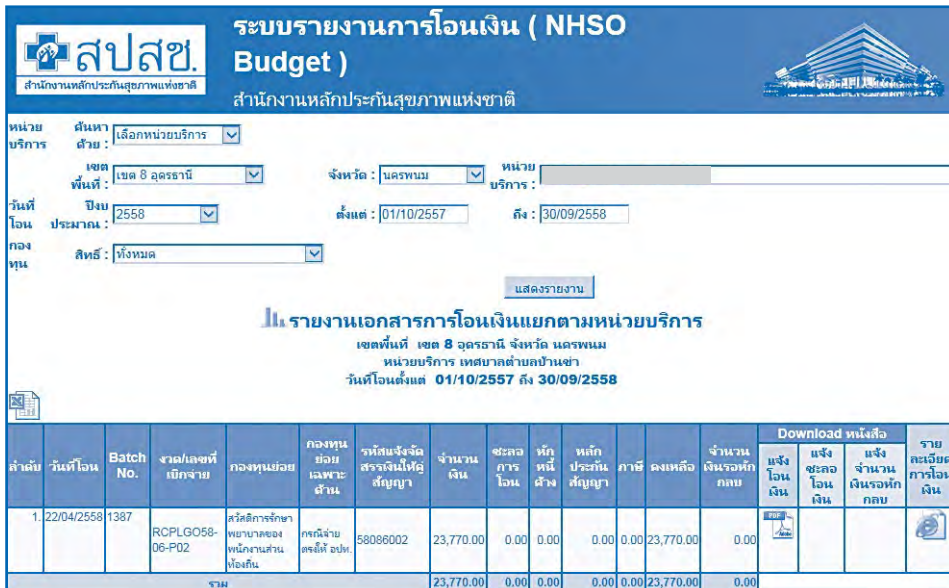 สปสช.
สำนักงานหลักประกันสุขภาพแห่งชาติ
ระบบรายงานการโอนเงิน ( NHSO
Budget )
สำนักงานหลักประกันสุขภาพแห่งชาติ
หน่วย
บริการ
ค้นหา
ด้วย :
เลือกหน่วยบริการ
เขต
พื้นที่ :
เขต 8 อุดรธานี
จังหวัด :
นครพนม
หน่วย
บริการ :
วันที่
โอน
ปีงบ
ประมาณ :
2558
ตั้งแต่ :
01/10/2557
ถึง :
30/09/2558
กอง
ทุน
สิทธิ์ :
ทั้งหมด
แสดงรายงาน
รายงานเอกสารการโอนเงินแยกตามหน่วยบริการ
เขตพื้นที่ เขต 8 อุดรธานี จังหวัด นครพนม
หน่วยบริการ เทศบาลตำบลบ้านข่า
วันที่โอนตั้งแต่ 01/10/2557 ถึง 30/09/2558
ลำดับ
วันที่โอน
Batch
No.
งวด/เลขที่
เบิกจ่าย
กองทุนย่อย
กองทุน
ย่อย
เฉพาะ
ด้าน
รหัสแจ้งจัด
สรรเงินให้คู่
สัญญา
จำนวน
เงิน
ชะลอ
การ
โอน
หัก
หนี้
ค้าง
หลัก
ประกัน
สัญญา
ภาษี
คงเหลือ
จำนวน
เงินรอหัก
กลบ
Download หนังสือ
แจ้ง
โอน
เงิน
แจ้ง
ชะลอ
โอน
เงิน
แจ้ง
จำนวน
เงินรอหัก
กลบ
ราย
ละเอียด
การโอน
เงิน
1.
22/04/2558
1387
RCPLGO58-
06-P02
สวัสดิการรักษา
พยาบาลของ
พนักงานส่วน
ท้องถิ่น
กรณีจ่าย
ตรงให้ อปท.
58086002
23,770.00
0.00
0.00
0.00
0.00
23,770.00
0.00
PDF
Adobe
รวม
23,770.00
0.00
0.00
0.00
0.00
23,770.00
0.00